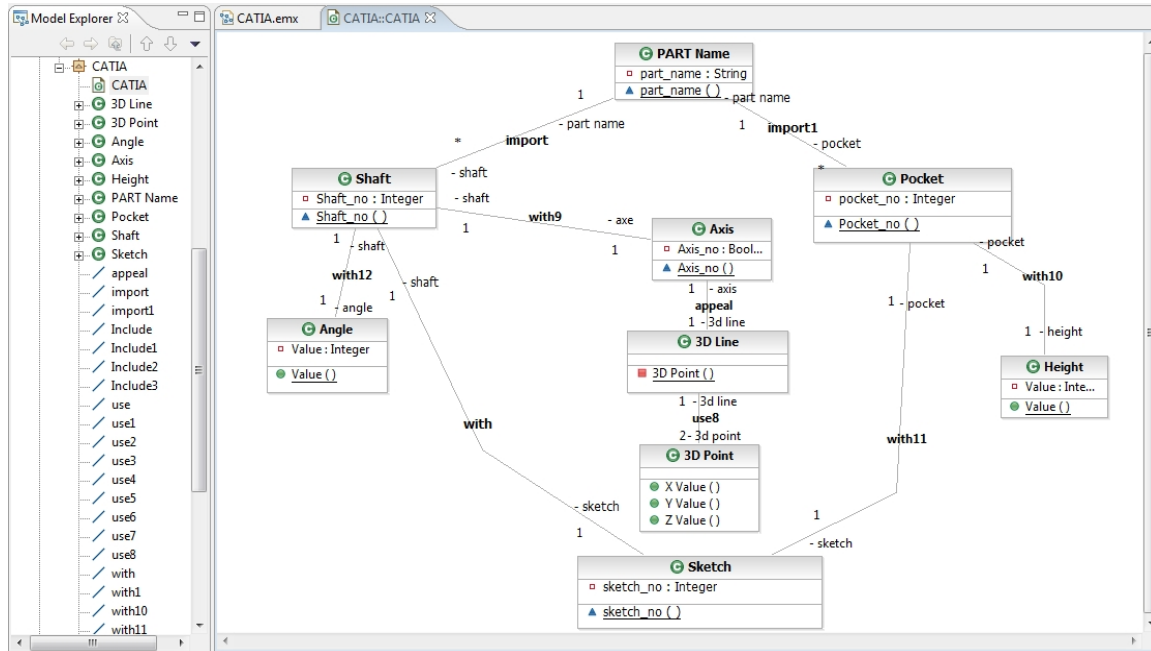 Model Explorer
CATIA
CATIA
3D Line
3D Point
Angle
Axis
Height
PART Name
Pocket
Shaft
Sketch
appeal
import
import1
Include
Include1
Include2
Include3
use
use1
use2
use3
use4
use5
use6
use7
use8
with
with1
with10
with11
CATIA.emx
CATIA::CATIA
PART Name
part_name : String
part_name ( )
1
- part name
import
*
- shaft
- part name
1
import1
- pocket
*
Shaft
Shaft_no : Integer
Shaft_no ( )
- shaft
1
with9
- axe
1
Pocket
pocket_no : Integer
Pocket_no ( )
Axis
Axis_no : Bool...
Axis_no ( )
1
- shaft
with12
1
- angle
- shaft
1
1 - axis
appeal
1 - 3d line
- pocket
1
with10
1 - height
1 - pocket
Angle
Value : Integer
Value ( )
3D Line
3D Point ( )
1 - 3d line
use8
2 - 3d point
Height
Value : Inte...
Value ( )
with
with11
3D Point
X Value ( )
Y Value ( )
Z Value ( )
- sketch
1
1
- sketch
Sketch
sketch_no : Integer
sketch_no ( )